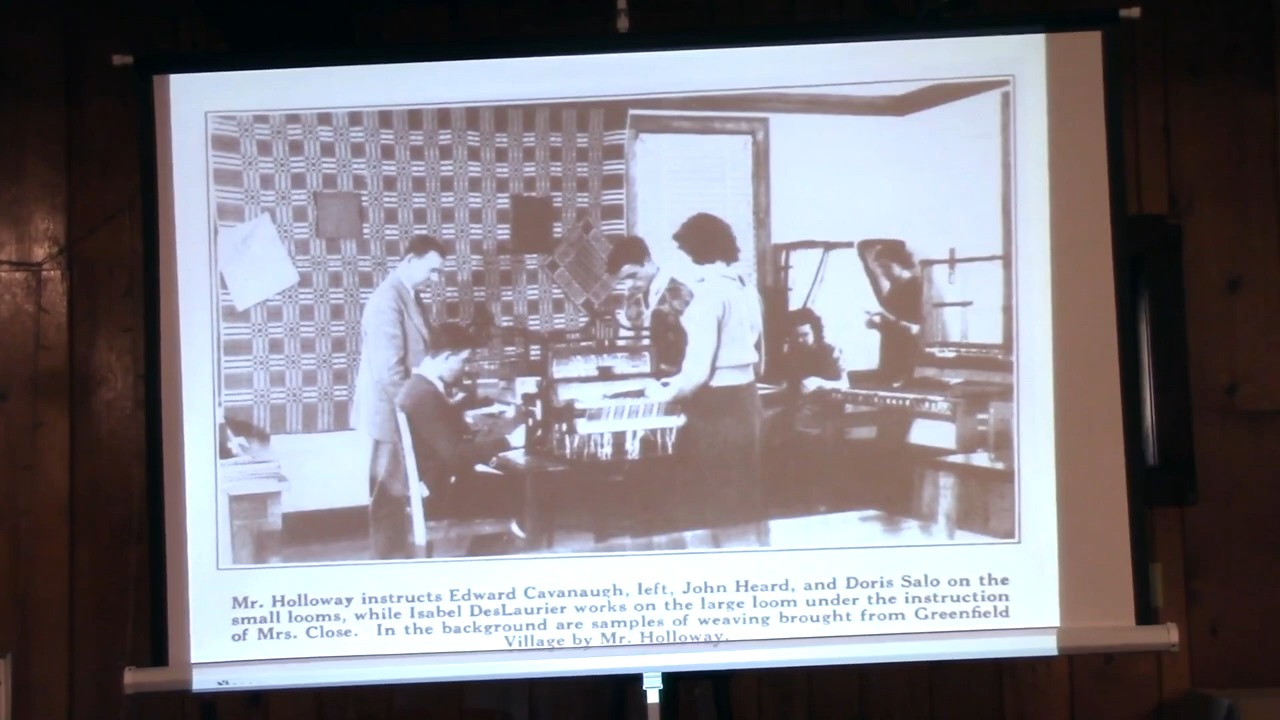 Mr. Holloway instructs Edward Cavanaugh, left, John Heard, and Doris Salo on the
small looms, while Isabel DesLaurier works on the large loom under the instruction
of Mrs. Close. In the background are samples of weaving brought from Greenfield
Village by Mr. Holloway.